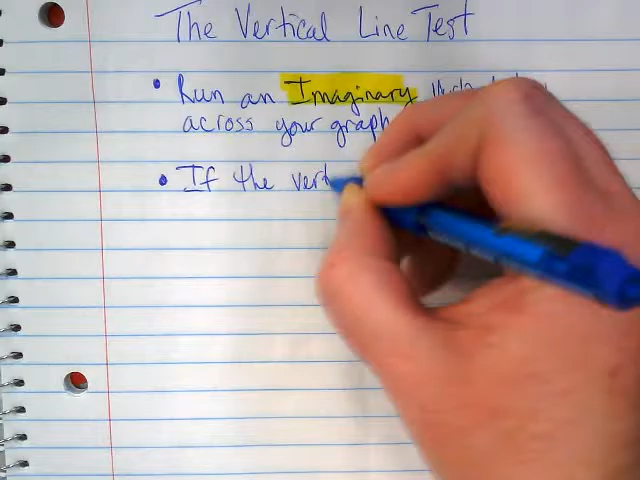 The Vertical Line Test
• Run an Imaginary
across your graph
• If the vert